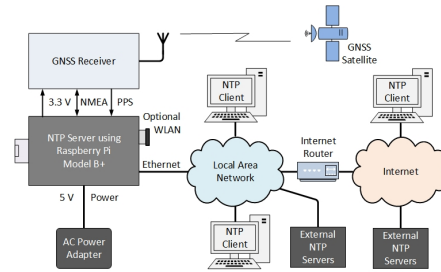 GNSS Receiver
GNSS
Satellite
3.3 V
NMEA
PPS
Optional
WLAN
NTP Server using
Raspberry Pi
Model B+
Ethernet
5 V
Power
AC Power
Adapter
NTP
Client
Local Area
Network
NTP
Client
Internet
Router
External
NTP
Servers
NTP
Client
Internet
External
NTP
Servers